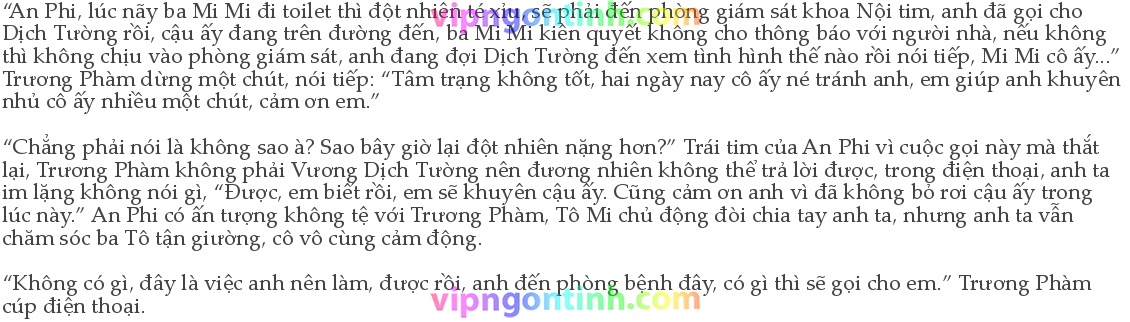 “An Phi, lúc nãy ba Mi Mi đi toilet thì đột nhiên té xỉu, sẽ phải đến phòng giám sát khoa Nội tim, anh đã gọi cho
Dịch Tường rồi, cậu ấy đang trên đường đến, ba Mi Mi kiên quyết không cho thông báo với người nhà, nếu không
thì không chịu vào phòng giám sát, anh đang đợi Dịch Tường đến xem tình hình thế nào rồi nói tiếp, Mi Mi cô ấy...”
Trương Phàm dừng một chút, nói tiếp: “Tâm trạng không tốt, hai ngày nay cô ấy né tránh anh, em giúp anh khuyên
nhủ cô ấy nhiều một chút, cảm ơn em.”
“Chẳng phải nói là không sao à? Sao bây giờ lại đột nhiên nặng hơn?” Trái tim của An Phi vì cuộc gọi này mà thắt
lại, Trương Phàm không phải Vương Dịch Tường nên đương nhiên không thể trả lời được, trong điện thoại, anh ta
im lặng không nói gì, “Được, em biết rồi, em sẽ khuyên cậu ấy. Cũng cảm ơn anh vì đã không bỏ rơi cậu ấy trong
lúc này.” An Phi có ấn tượng không tệ với Trương Phàm, Tô Mi chủ động đòi chia tay anh ta, nhưng anh ta vẫn
chăm sóc ba Tô tận giường, cô vô cùng cảm động.
“Không có gì, đây là việc anh nên làm, được rồi, anh đến phòng bệnh đây, có gì thì sẽ gọi cho em.” Trương Phàm
cúp điện thoại.
vipngontinh.com
vipngontinh.com